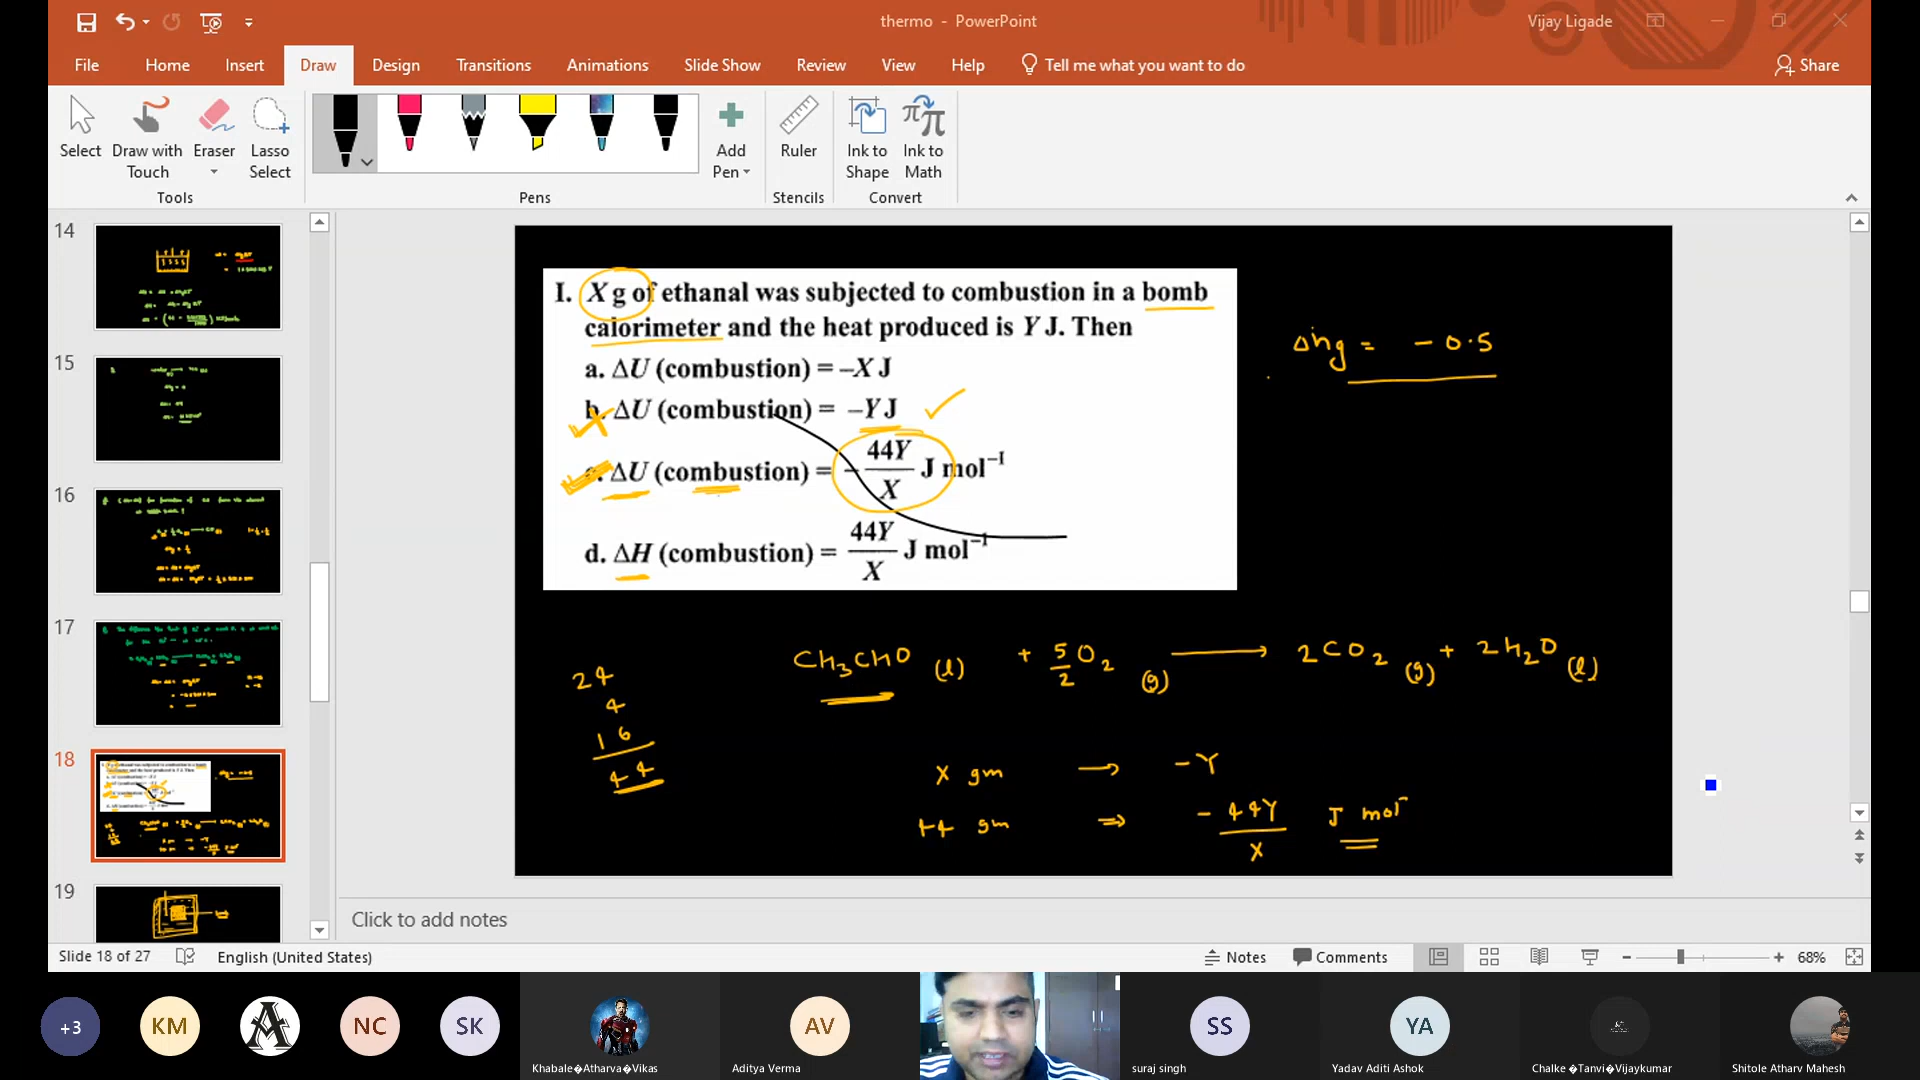 thermo - PowerPoint
Vijay Ligade
File Home Insert Draw Design Transitions Animations Slide Show Review View Help Tell me what you want to do Share
Select Draw with Touch Eraser Lasso Select
Add Pen Ruler Ink to Shape Ink to Math
Tools Pens Stencils Convert
14
15
16
17
18
19
I. X g of ethanal was subjected to combustion in a bomb
calorimeter and the heat produced is Y J. Then
a. ΔU (combustion) = –X J
b. ΔU (combustion) = –Y J
ΔU (combustion) = –44Y/X J mol⁻¹
d. ΔH (combustion) = 44Y/X J mol⁻¹
Δng = - 0.5
CH3CHO (l) + 5/2 O2 (g) → 2CO2 (g) + 2H2O (l)
24
4
16
44
X gm → -Y
44 gm ⇒ -44Y/X J mol⁻
Click to add notes
Slide 18 of 27 English (United States) Notes Comments 68%
+3 KM A NC SK AV SS YA
Khabale�Atharva�Vikas Aditya Verma suraj singh Yadav Aditi Ashok Chalke �Tanvi�Vijaykumar Shitole Atharv Mahesh